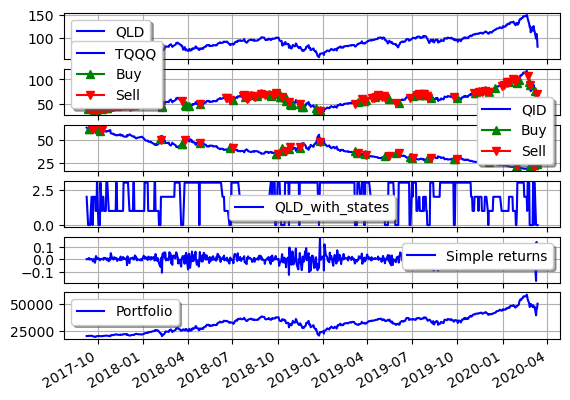 150
QLD
100
TQQQ
100
Buy
50
Sell
QID
Buy
50
Sell
25
2.5
QLD_with_states
0.0
0.1
0.0
Simple returns
−0.1
50000
Portfolio
25000
2017-10
2018-01
2018-04
2018-07
2018-10
2019-01
2019-04
2019-07
2019-10
2020-01
2020-04